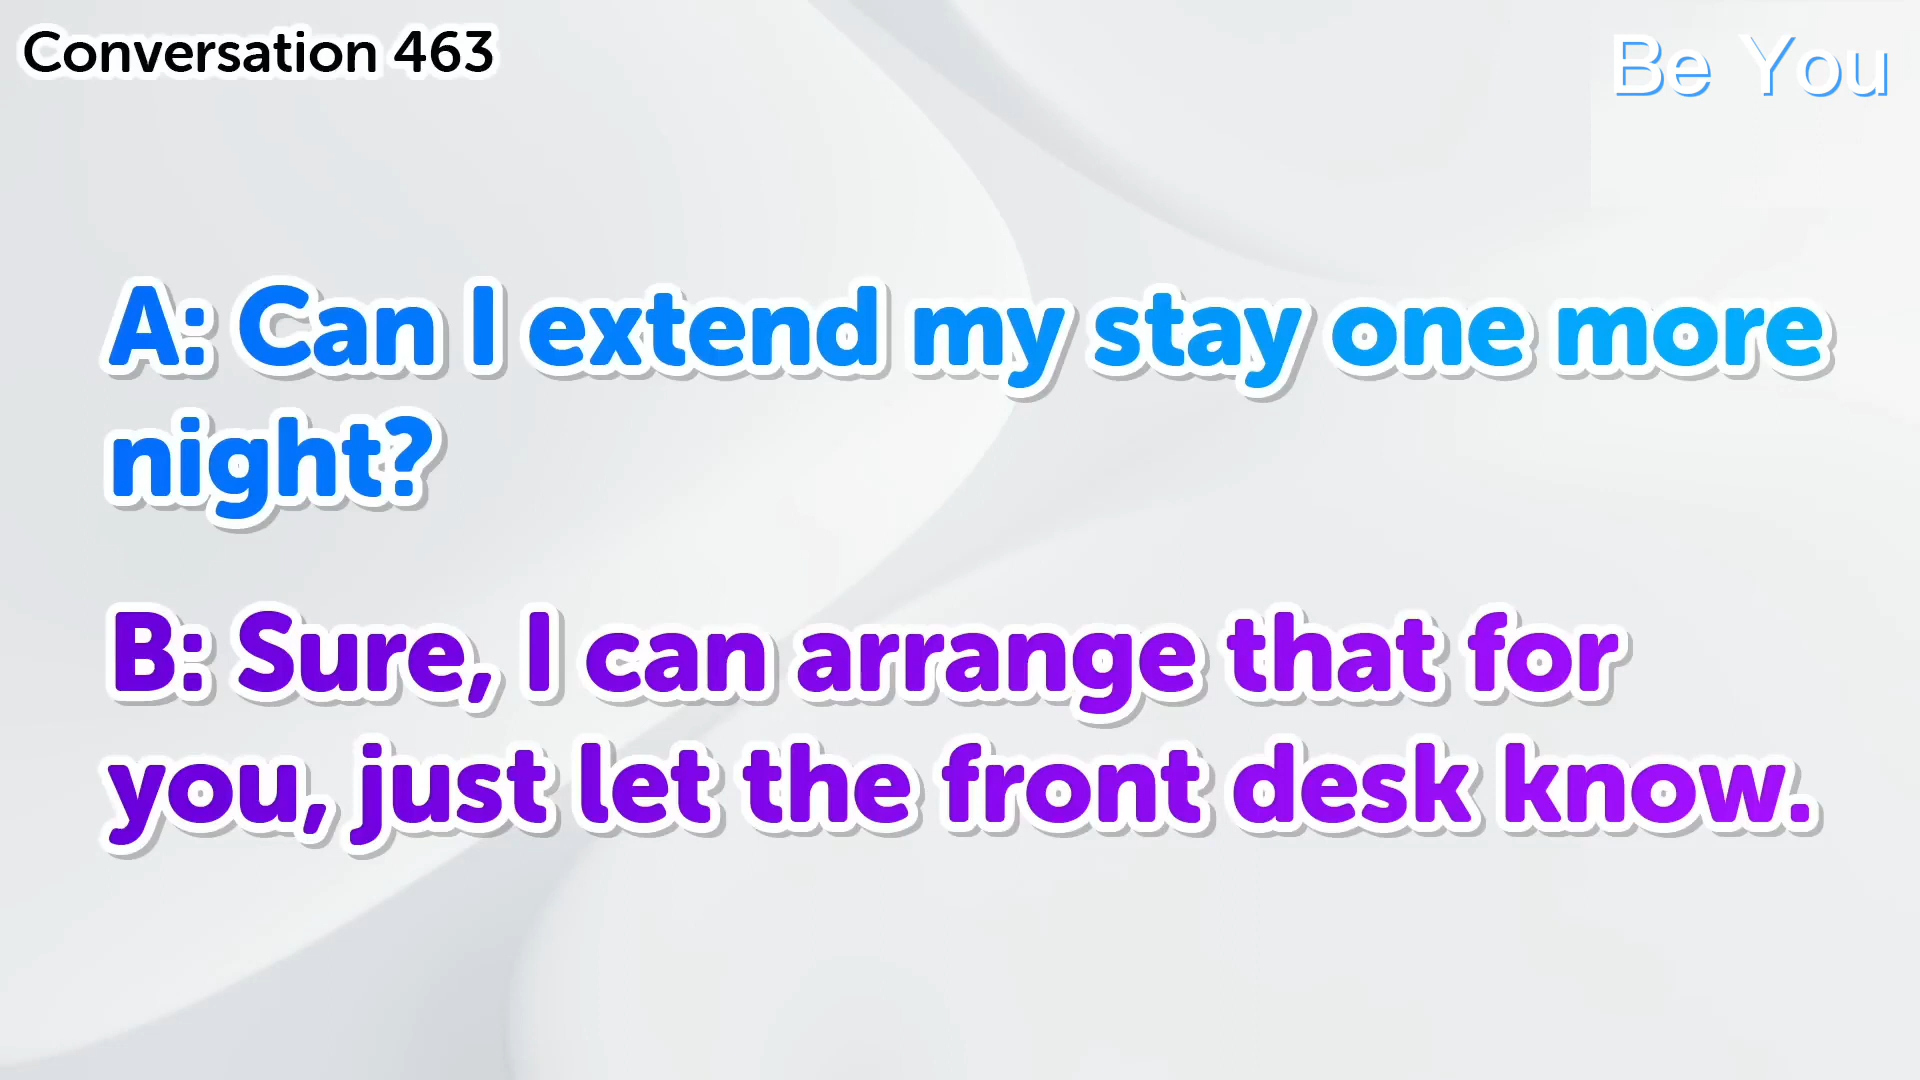 Conversation 463
Be You
A: Can I extend my stay one more
night?
B: Sure, I can arrange that for
you, just let the front desk know.